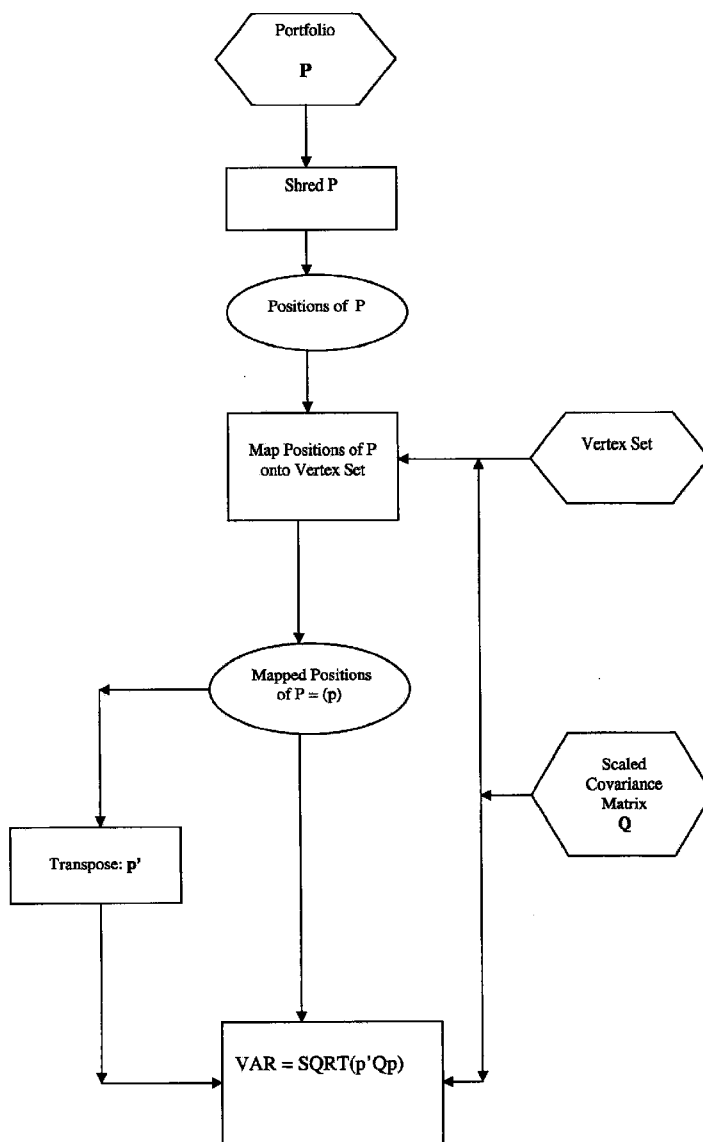 Portfolio
P
Shred P
Positions of P
Map Positions of P
onto Vertex Set
Vertex Set
Mapped Positions
of P = (p)
Scaled
Covariance
Matrix
Q
Transpose: p'
VAR = SQRT(p'Qp)